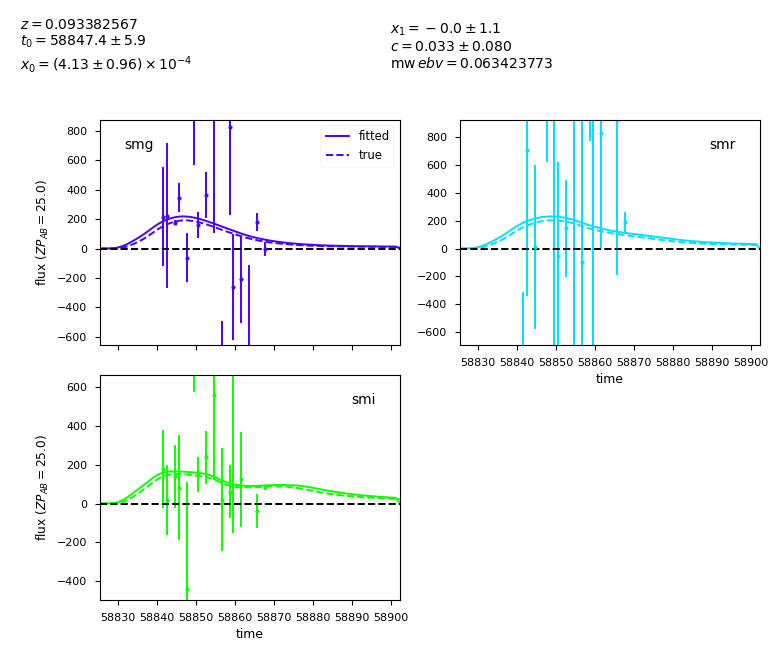 z = 0.093382567
t₀ = 58847.4 ± 5.9
x₀ = (4.13 ± 0.96) × 10⁻⁴
x₁ = −0.0 ± 1.1
c = 0.033 ± 0.080
mw ebv = 0.063423773
smg
fitted
true
800
600
400
200
0
−200
−400
−600
flux (ZP_AB = 25.0)
smr
800
600
400
200
0
−200
−400
−600
58830 58840 58850 58860 58870 58880 58890 58900
time
smi
600
400
200
0
−200
−400
flux (ZP_AB = 25.0)
58830 58840 58850 58860 58870 58880 58890 58900
time